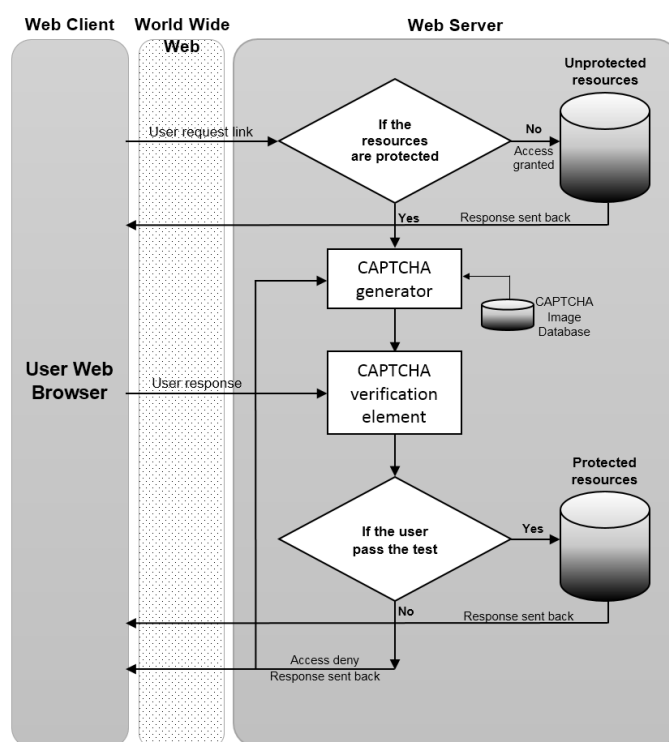 Web Client
World Wide
Web
Web Server
Unprotected
resources
User request link
If the
resources
are protected
No
Access
granted
Yes
Response sent back
CAPTCHA
generator
CAPTCHA
Image
Database
User Web
Browser
User response
CAPTCHA
verification
element
Protected
resources
If the user
pass the test
Yes
No
Response sent back
Access deny
Response sent back